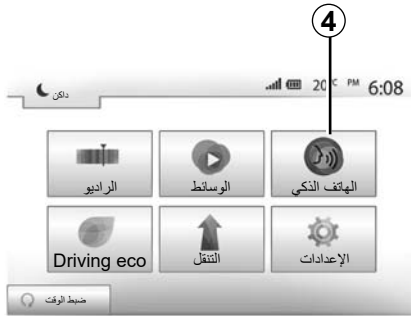 4
داكن
20 °C PM 6:08
الراديو
الوسائط
الهاتف الذكي
Driving eco
التنقل
الإعدادات
ضبط الوقت